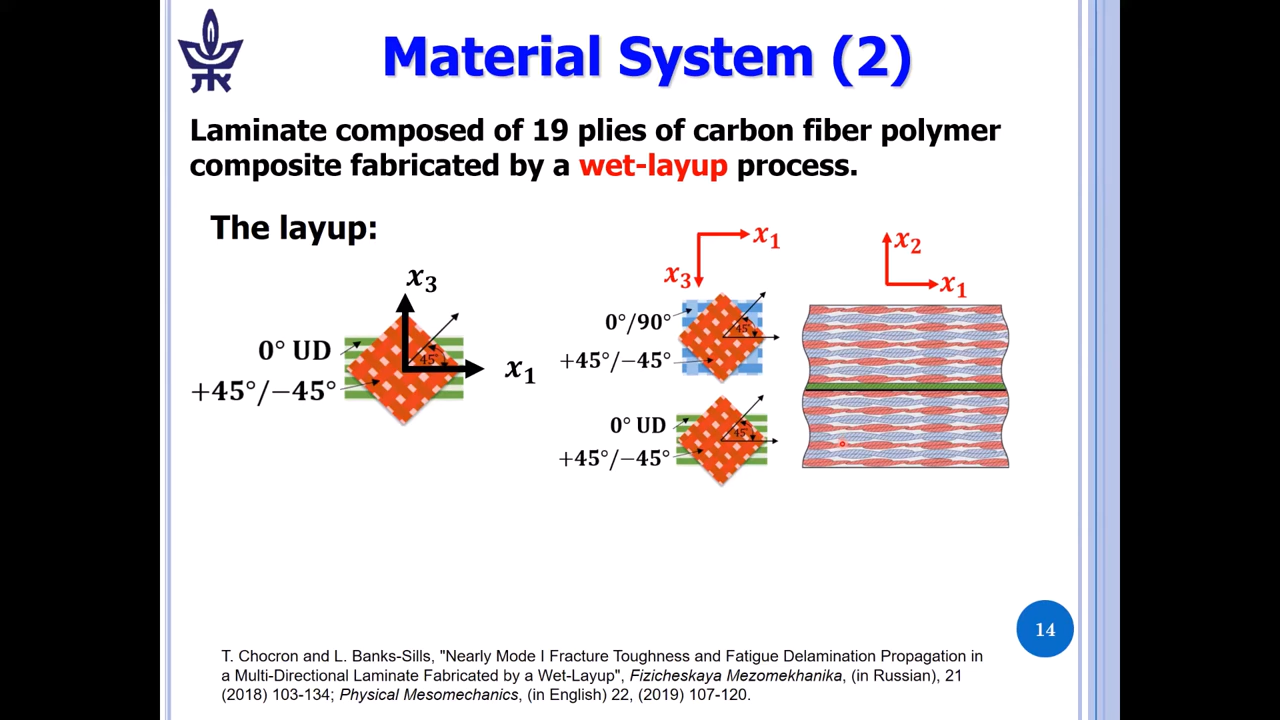 Material System (2)
Laminate composed of 19 plies of carbon fiber polymer
composite fabricated by a wet-layup process.
The layup:
x₃
0° UD
+45°/−45°
45°
x₁
x₁
x₃
0°/90°
+45°/−45°
45°
0° UD
+45°/−45°
45°
x₂
x₁
14
T. Chocron and L. Banks-Sills, "Nearly Mode I Fracture Toughness and Fatigue Delamination Propagation in
a Multi-Directional Laminate Fabricated by a Wet-Layup", Fizicheskaya Mezomekhanika, (in Russian), 21
(2018) 103-134; Physical Mesomechanics, (in English) 22, (2019) 107-120.